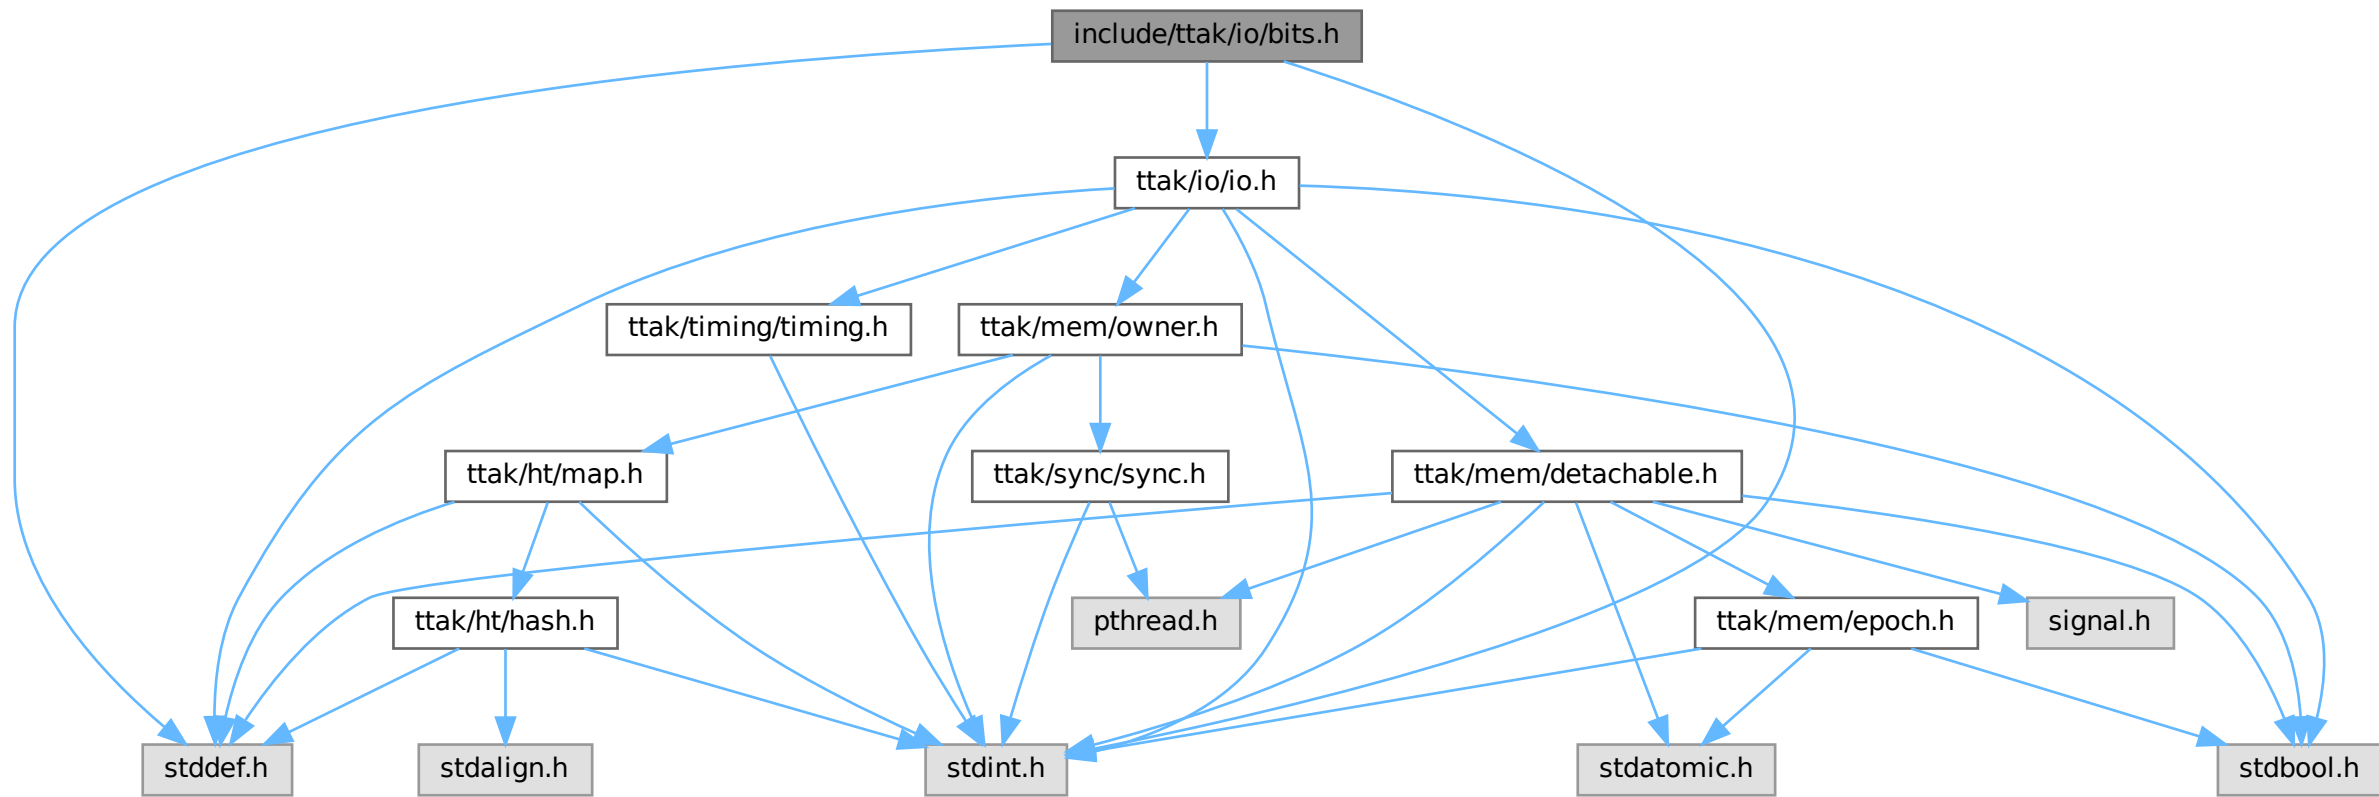 include/ttak/io/bits.h
ttak/io/io.h
ttak/timing/timing.h
ttak/mem/owner.h
ttak/ht/map.h
ttak/sync/sync.h
ttak/mem/detachable.h
ttak/ht/hash.h
pthread.h
ttak/mem/epoch.h
signal.h
stddef.h
stdalign.h
stdint.h
stdatomic.h
stdbool.h